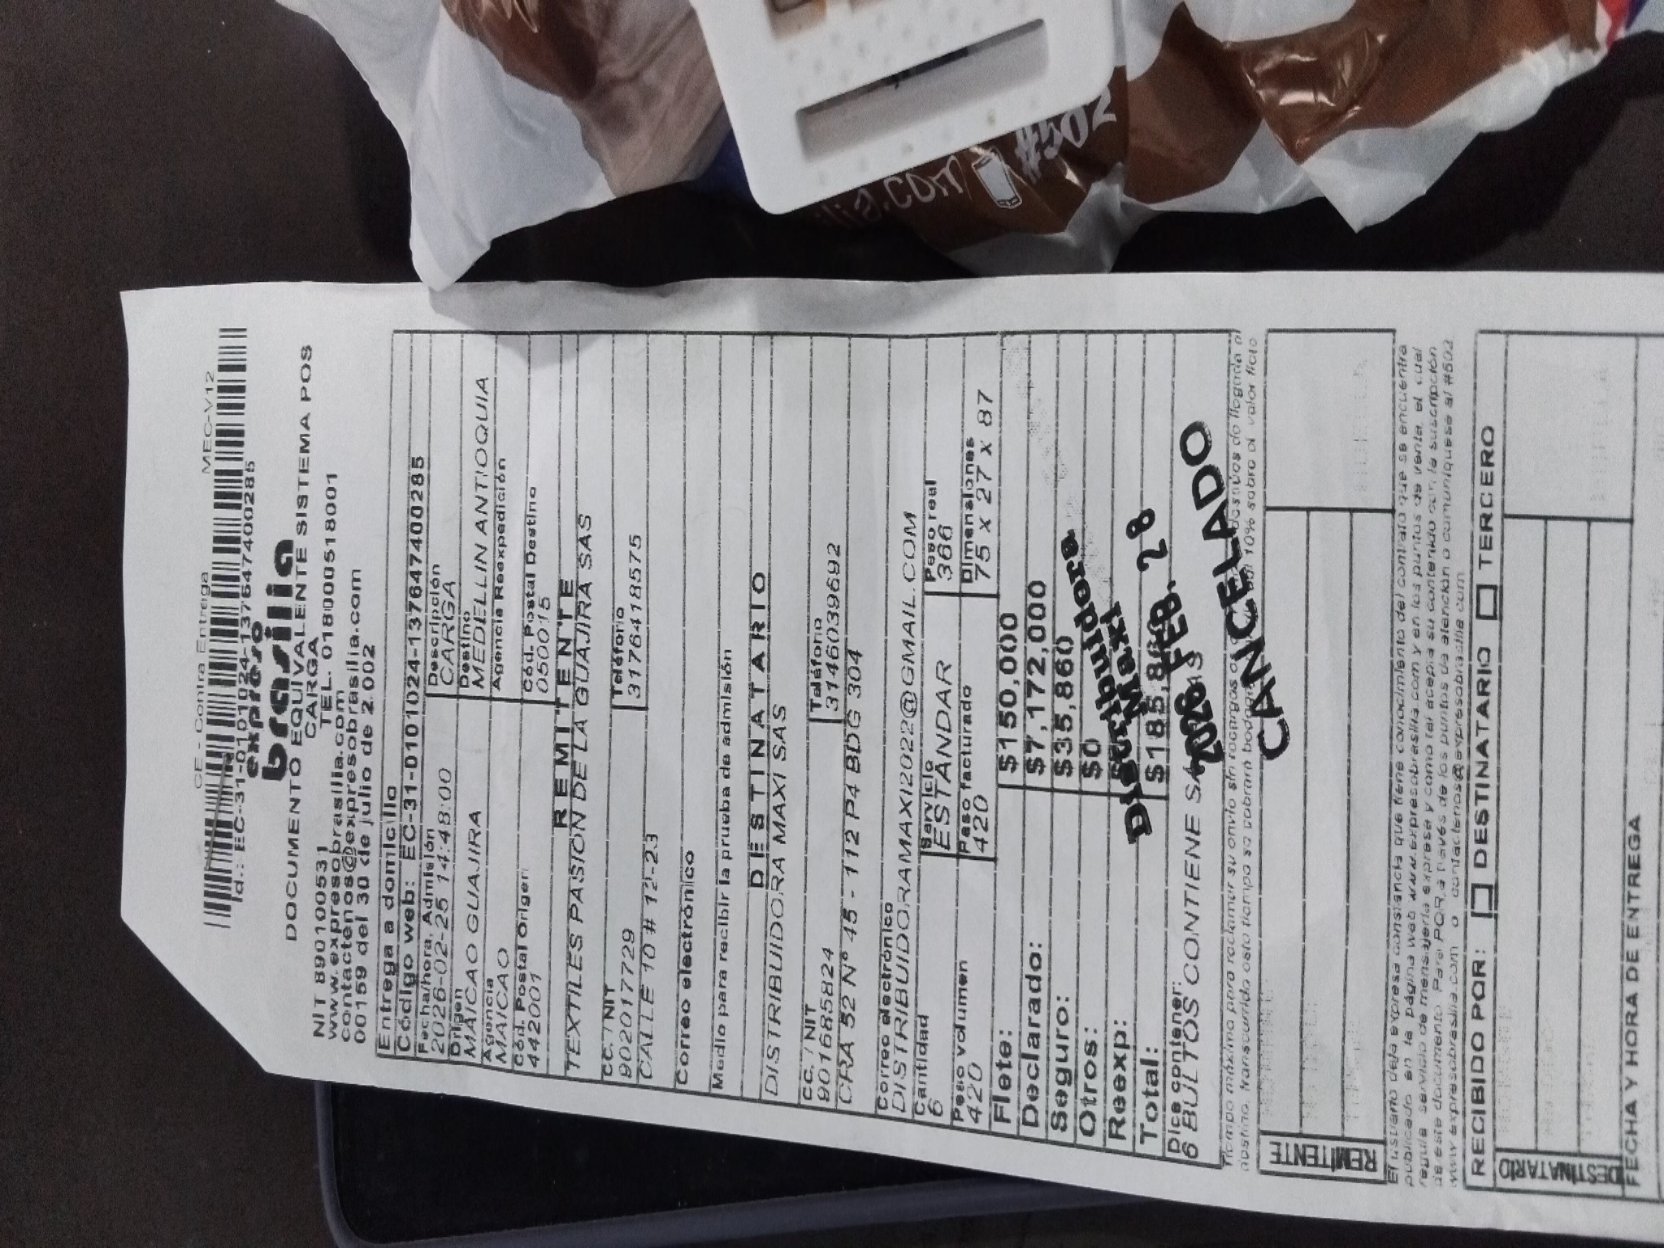 CE - Contra Entrega MEC-V12
Id.: EC-31-0101024-137647400285
expreso
brasilia
DOCUMENTO EQUIVALENTE SISTEMA POS
CARGA
NIT 890100531 TEL. 018000518001
www.expresobrasilia.com
contactenos@expresobrasilia.com
00159 del 30 de julio de 2.002
Entrega a domicilio
Código web: EC-31-0101024-137647400285
Fecha/hora. Admisión Descripción
2026-02-25 14:48:00 CARGA
Origen Destino
MAICAO GUAJIRA MEDELLIN ANTIOQUIA
Agencia Agencia Reexpedición
MAICAO
Cód. Postal Origen Cód. Postal Destino
442001 050015
REMITENTE
TEXTILES PASION DE LA GUAJIRA SAS
CC. / NIT Teléfono
902017729 3176418575
CALLE 10 # 12-23
Correo electrónico
Medio para recibir la prueba de admisión
DESTINATARIO
DISTRIBUIDORA MAXI SAS
CC. / NIT Teléfono
901685824 3146039692
CRA 52 N° 45 - 112 P4 BDG 304
Correo electrónico
DISTRIBUIDORAMAXI2022@GMAIL.COM
Cantidad Servicio Peso real
6 ESTÁNDAR 366
Peso volumen Peso facturado Dimensiones
420 420 75 x 27 x 87
Flete: $150,000
Declarado: $7,172,000
Seguro: $35,860
Otros: $0
Reexp:
Total: $185,860
Distribuidora
Maxi
2026 FEB. 28
CANCELADO
Dice contener:
6 BULTOS CONTIENE
REMITENTE
RECIBIDO POR: DESTINATARIO TERCERO
DESTINATARIO
FECHA Y HORA DE ENTREGA
lia.com #502